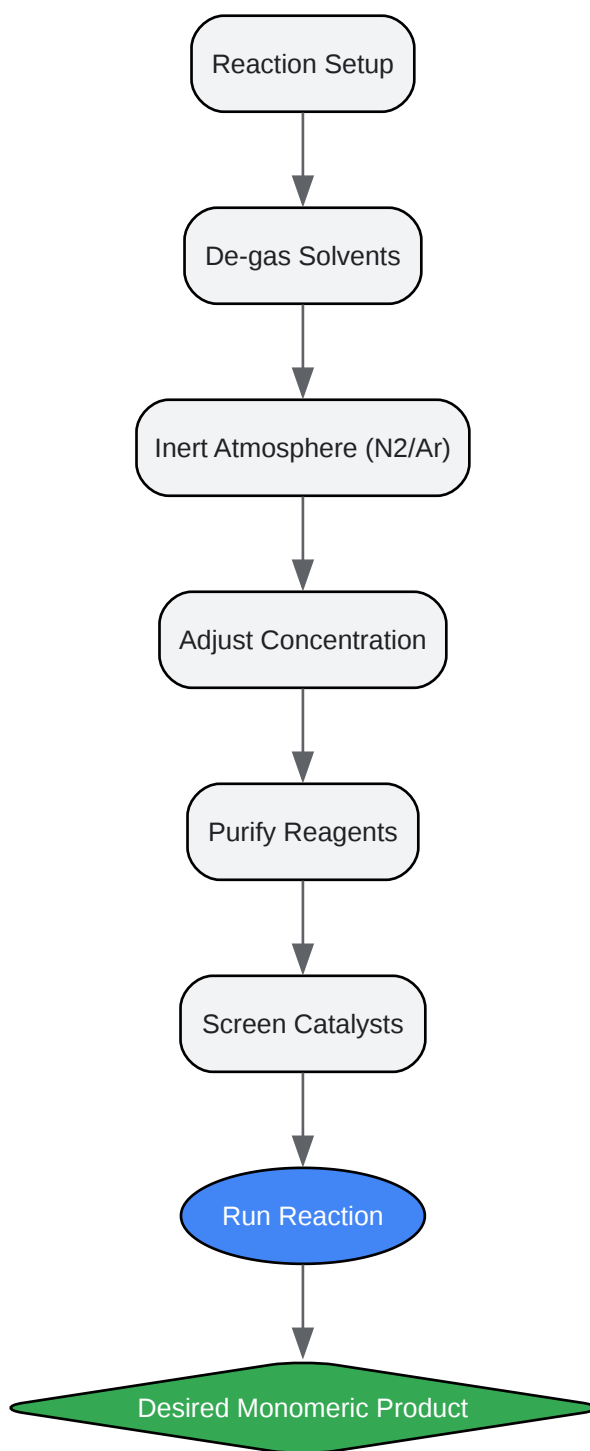 Reaction Setup
De-gas Solvents
Inert Atmosphere (N2/Ar)
Adjust Concentration
Purify Reagents
Screen Catalysts
Run Reaction
Desired Monomeric Product